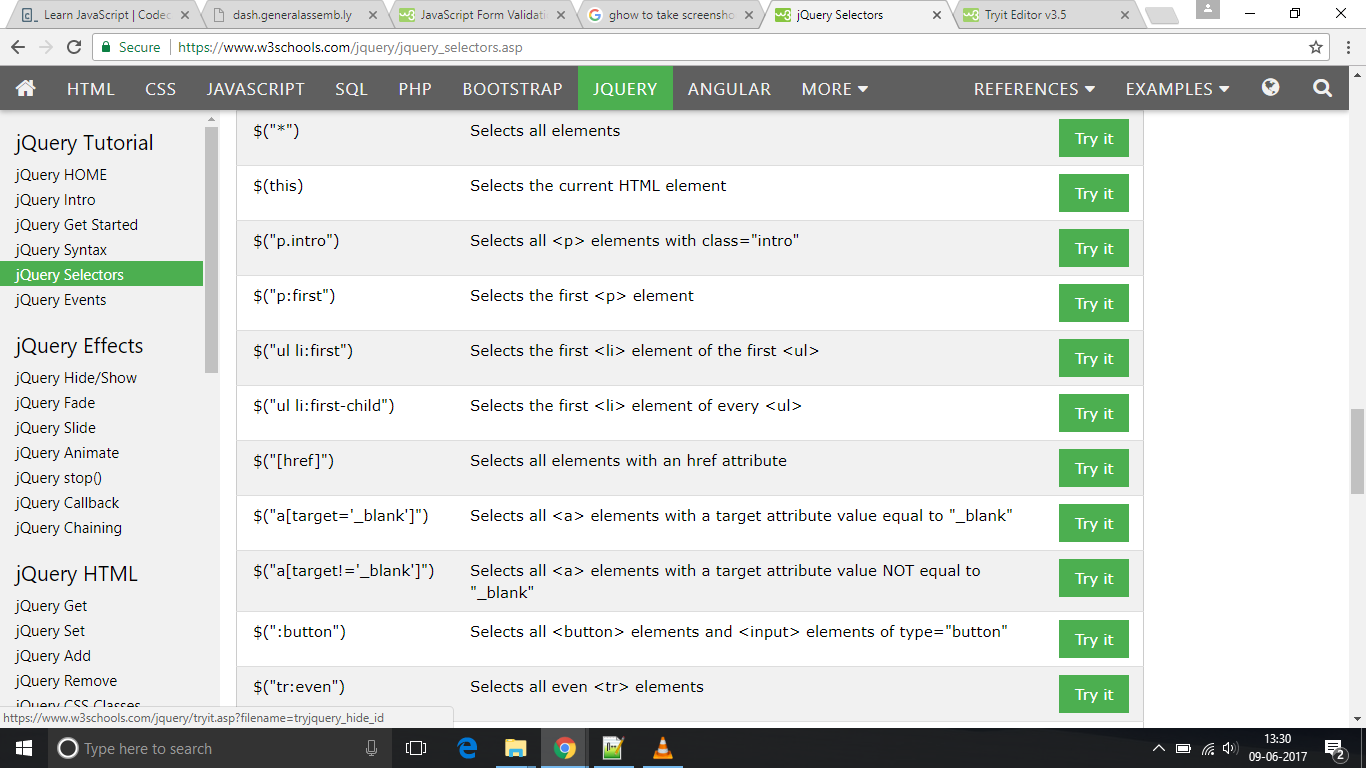 Learn JavaScript | Codec
dash.generalassemb.ly
JavaScript Form Validati
ghow to take screensho
jQuery Selectors
Tryit Editor v3.5
Secure https://www.w3schools.com/jquery/jquery_selectors.asp
HTML CSS JAVASCRIPT SQL PHP BOOTSTRAP JQUERY ANGULAR MORE REFERENCES EXAMPLES
jQuery Tutorial
jQuery HOME
jQuery Intro
jQuery Get Started
jQuery Syntax
jQuery Selectors
jQuery Events
jQuery Effects
jQuery Hide/Show
jQuery Fade
jQuery Slide
jQuery Animate
jQuery stop()
jQuery Callback
jQuery Chaining
jQuery HTML
jQuery Get
jQuery Set
jQuery Add
jQuery Remove
jQuery CSS Classes
$("*") Selects all elements Try it
$(this) Selects the current HTML element Try it
$("p.intro") Selects all <p> elements with class="intro" Try it
$("p:first") Selects the first <p> element Try it
$("ul li:first") Selects the first <li> element of the first <ul> Try it
$("ul li:first-child") Selects the first <li> element of every <ul> Try it
$("[href]") Selects all elements with an href attribute Try it
$("a[target='_blank']") Selects all <a> elements with a target attribute value equal to "_blank" Try it
$("a[target!='_blank']") Selects all <a> elements with a target attribute value NOT equal to Try it
"_blank"
$(":button") Selects all <button> elements and <input> elements of type="button" Try it
$("tr:even") Selects all even <tr> elements Try it
https://www.w3schools.com/jquery/tryit.asp?filename=tryjquery_hide_id
Type here to search
13:30
09-06-2017
2